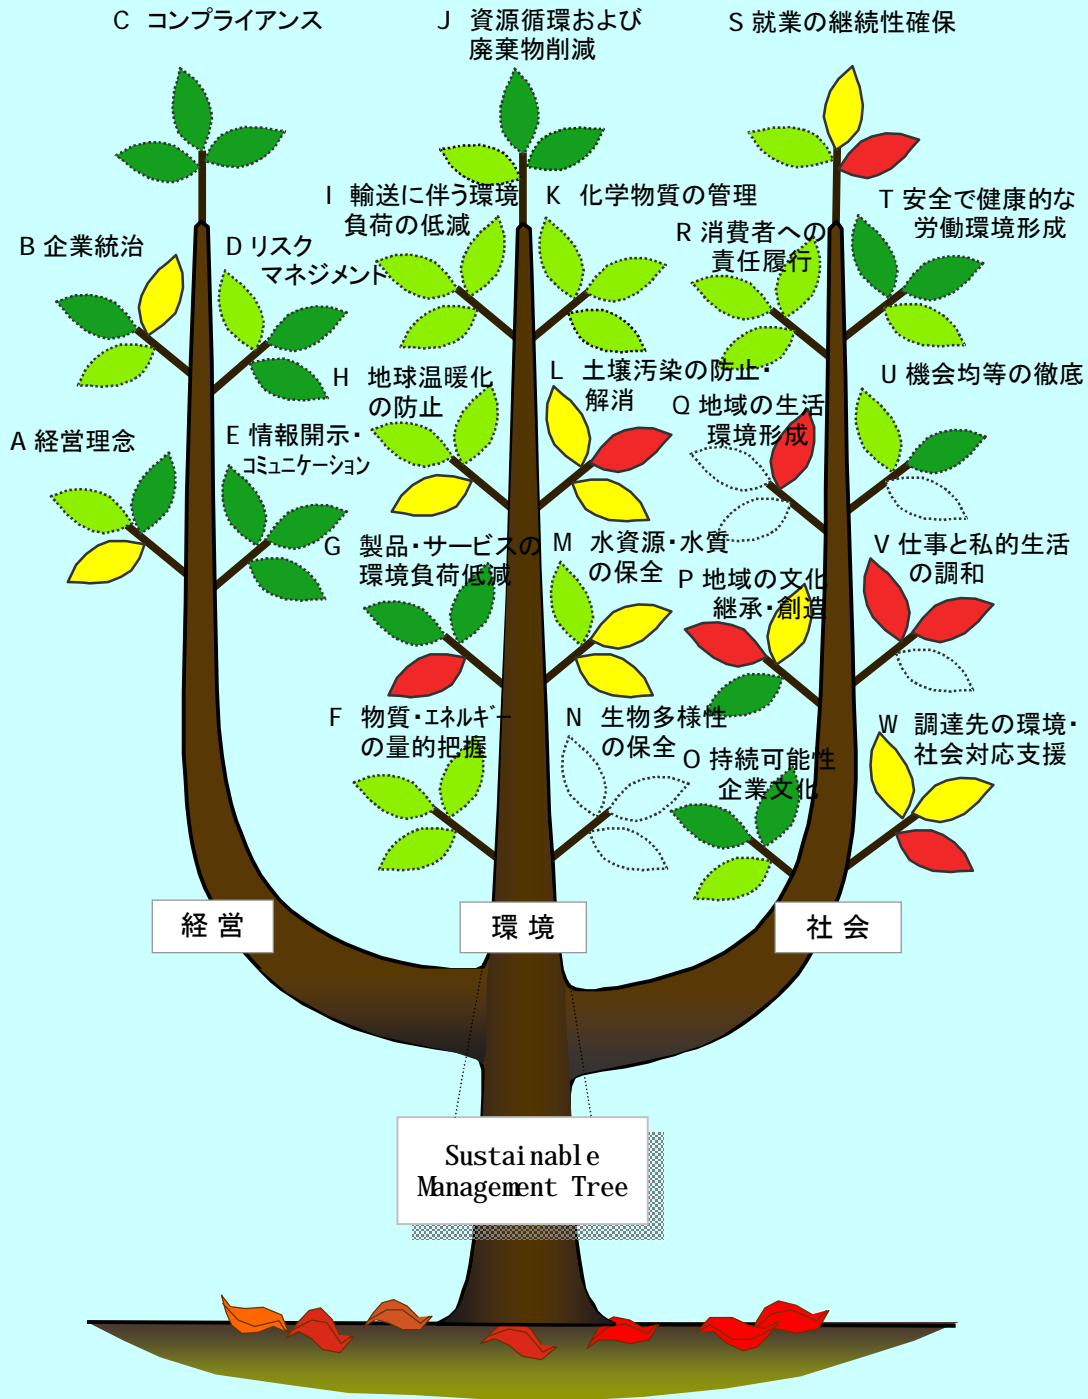 C コンプライアンス
J 資源循環および
廃棄物削減
S 就業の継続性確保
I 輸送に伴う環境
負荷の低減
K 化学物質の管理
T 安全で健康的な
労働環境形成
B 企業統治
D リスク
マネジメント
R 消費者への
責任履行
H 地球温暖化
の防止
L 土壌汚染の防止・
解消
U 機会均等の徹底
Q 地域の生活
環境形成
A 経営理念
E 情報開示・
コミュニケーション
G 製品・サービスの
環境負荷低減
M 水資源・水質
の保全
V 仕事と私的生活
の調和
P 地域の文化
継承・創造
F 物質・エネルギー
の量的把握
N 生物多様性
の保全
O 持続可能性
企業文化
W 調達先の環境・
社会対応支援
経 営
環 境
社 会
Sustainable
Management Tree